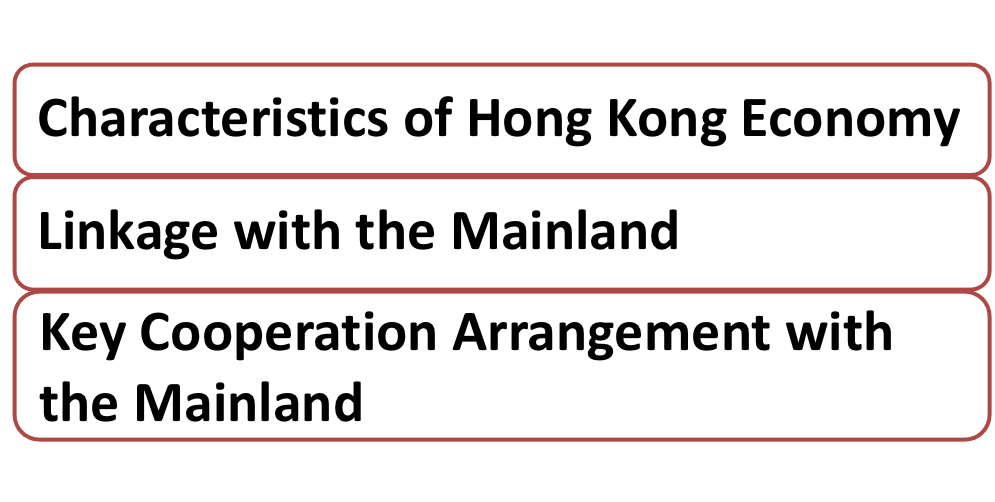 Characteristics of Hong Kong Economy
Linkage with the Mainland
Key Cooperation Arrangement with
the Mainland